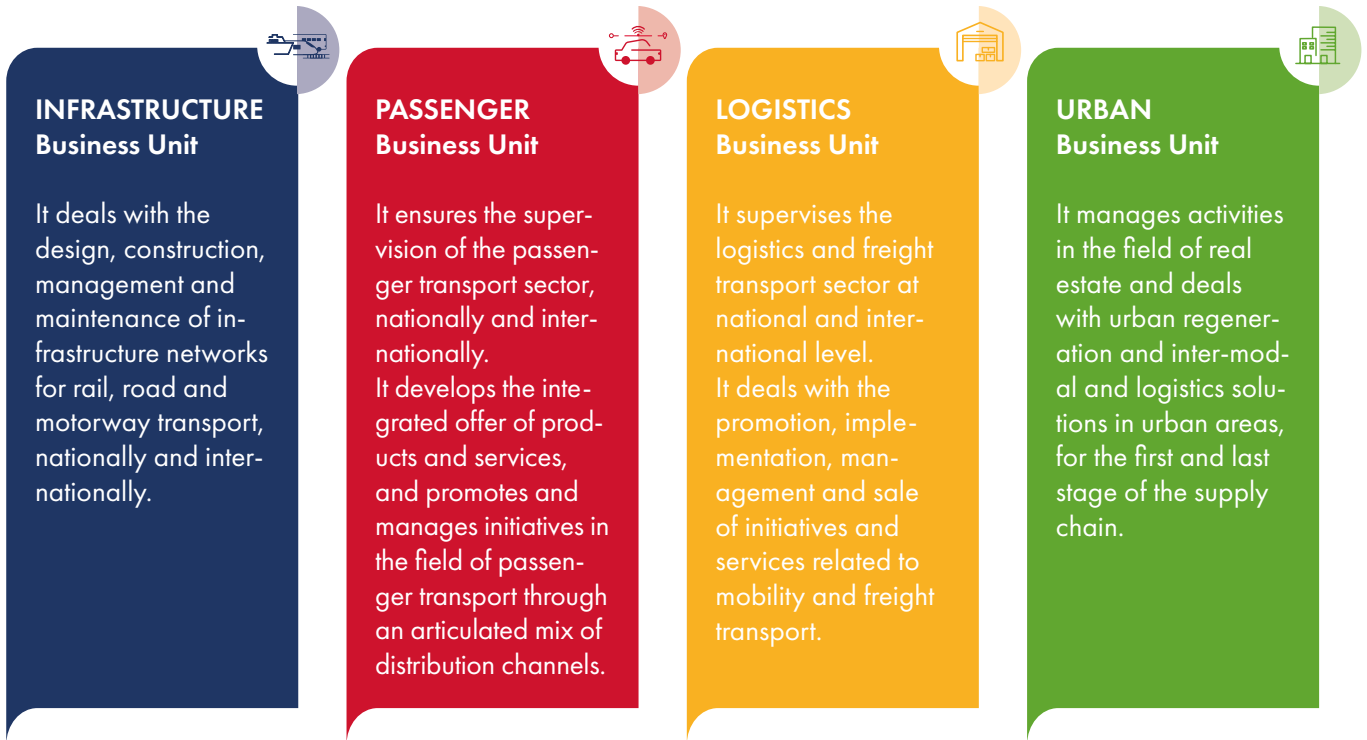 INFRASTRUCTURE
Business Unit
It deals with the
design, construction,
management and
maintenance of in-
frastructure networks
for rail, road and
motorway transport,
nationally and inter-
nationally.
PASSENGER
Business Unit
It ensures the super-
vision of the passen-
ger transport sector,
nationally and inter-
nationally.
It develops the inte-
grated offer of prod-
ucts and services,
and promotes and
manages initiatives in
the field of passen-
ger transport through
an articulated mix of
distribution channels.
LOGISTICS
Business Unit
It supervises the
logistics and freight
transport sector at
national and inter-
national level.
It deals with the
promotion, imple-
mentation, man-
agement and sale
of initiatives and
services related to
mobility and freight
transport.
URBAN
Business Unit
It manages activities
in the field of real
estate and deals
with urban regener-
ation and inter-mod-
al and logistics solu-
tions in urban areas,
for the first and last
stage of the supply
chain.